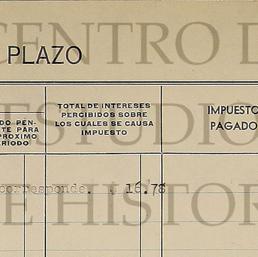 CENTRO D
PLAZO
ESTUDIO
DO PEN-
TE PARA
PROXIMO
ERIODO
TOTAL DE INTERESES
PERCIBIDOS SOBRE
LOS CUALES SE CAUSA
IMPUESTO
IMPUESTO
PAGADO
corresponde. . 16.78
E HISTOR